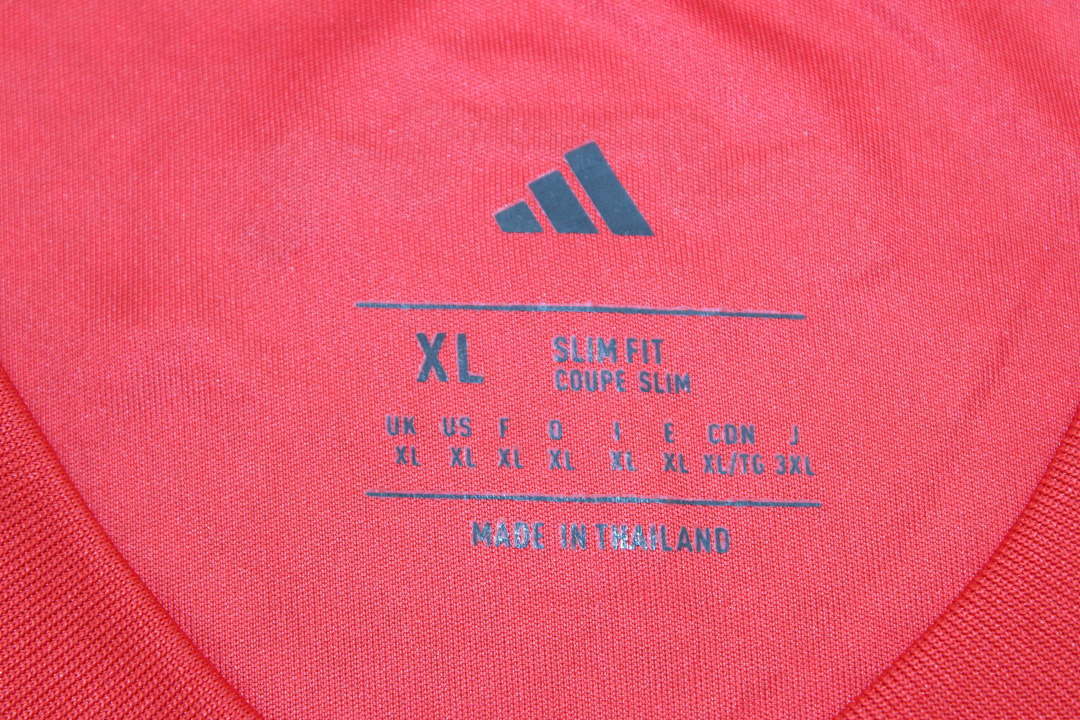 XL SLIM FIT
COUPE SLIM
UK US F D I E CDN J
XL XL XL XL XL XL XL/TG 3XL
MADE IN THAILAND